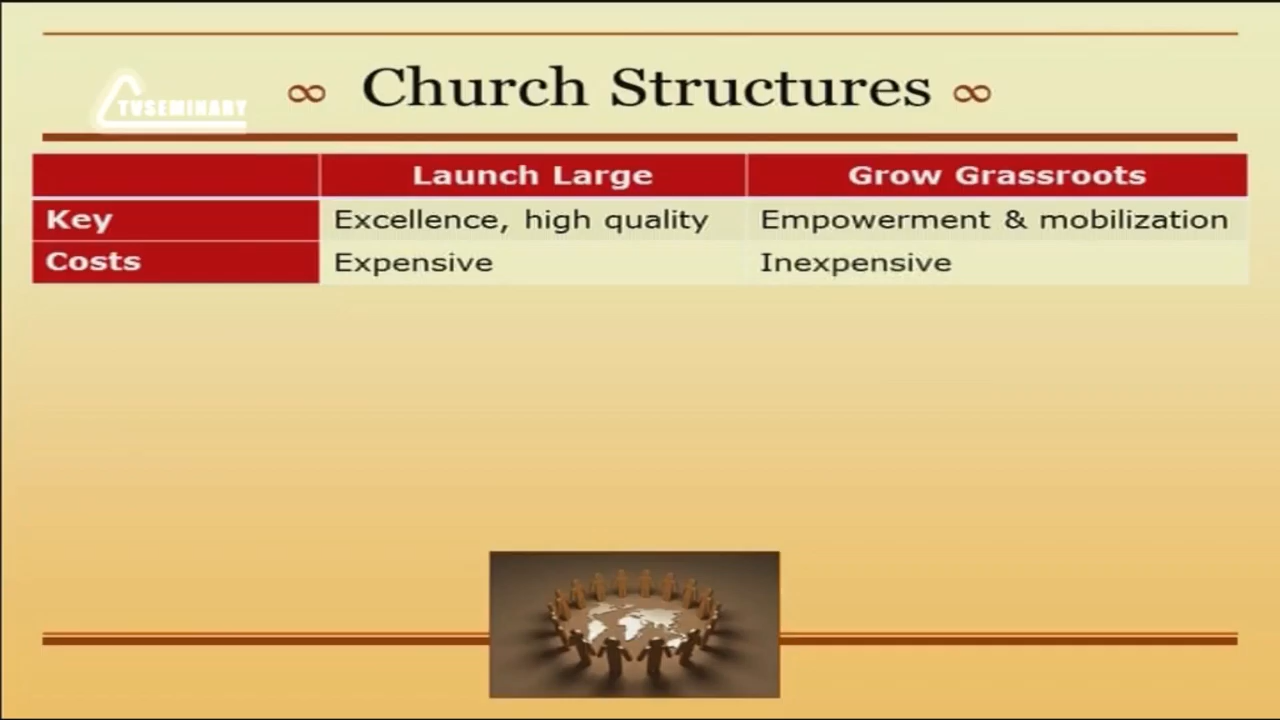 TVSEMINARY
∞ Church Structures ∞
Launch Large Grow Grassroots
Key Excellence, high quality Empowerment & mobilization
Costs Expensive Inexpensive